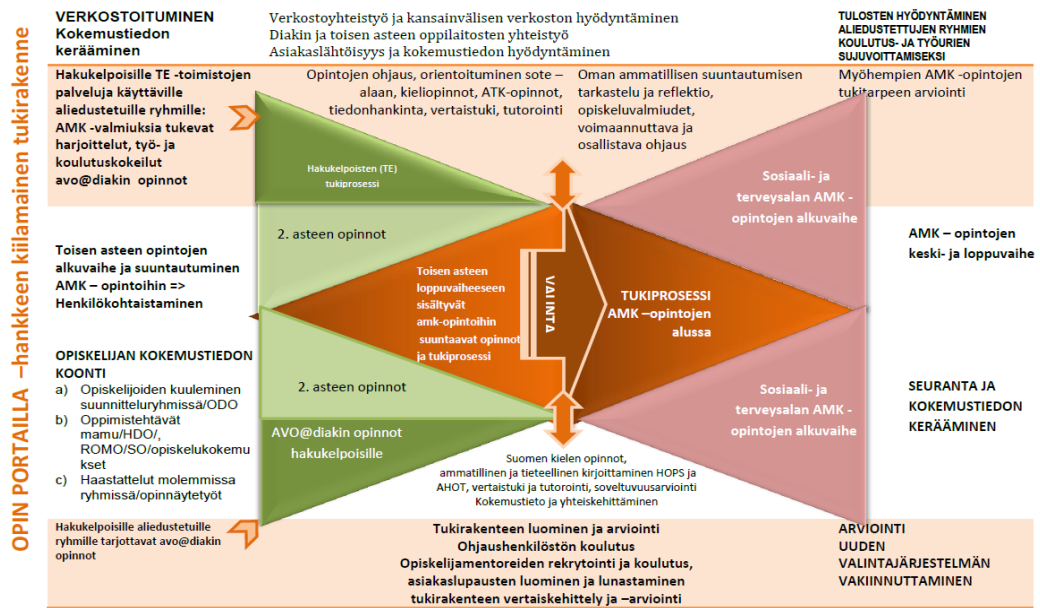 OPIN PORTAILLA –hankkeen kiilamainen tukirakenne
VERKOSTOITUMINEN
Kokemustiedon
kerääminen
Verkostoyhteistyö ja kansainvälisen verkoston hyödyntäminen
Diakin ja toisen asteen oppilaitosten yhteistyö
Asiakaslähtöisyys ja kokemustiedon hyödyntäminen
TULOSTEN HYÖDYNTÄMINEN
ALIEDUSTETTUJEN RYHMIEN
KOULUTUS- JA TYÖURIEN
SUJUVOITTAMISEKSI
Hakukelpoisille TE -toimistojen
palveluja käyttäville
aliedustetuille ryhmille:
AMK -valmiuksia tukevat
harjoittelut, työ- ja
koulutuskokeilut
avo@diakin opinnot
Opintojen ohjaus, orientoituminen sote –
alaan, kieliopinnot, ATK-opinnot,
tiedonhankinta, vertaistuki, tutorointi
Oman ammatillisen suuntautumisen
tarkastelu ja reflektio,
opiskeluvalmiudet,
voimaannuttava ja
osallistava ohjaus
Myöhempien AMK -opintojen
tukitarpeen arviointi
Hakukelpoisten (TE)
tukiprosessi
Sosiaali- ja
terveysalan AMK -
opintojen alkuvaihe
2. asteen opinnot
Toisen asteen opintojen
alkuvaihe ja suuntautuminen
AMK – opintoihin =>
Henkilökohtaistaminen
Toisen asteen
loppuvaiheeseen
sisältyvät
amk-opintoihin
suuntaavat opinnot
ja tukiprosessi
VALINTA
TUKIPROSESSI
AMK –opintojen
alussa
AMK – opintojen
keski- ja loppuvaihe
OPISKELIJAN KOKEMUSTIEDON
KOONTI
a) Opiskelijoiden kuuleminen
suunnitteluryhmissä/ODO
b) Oppimistehtävät
mamu/HDO/,
ROMO/SO/opiskelukokemu
kset
c) Haastattelut molemmissa
ryhmissä/opinnäytetyöt
2. asteen opinnot
AVO@diakin opinnot
hakukelpoisille
Sosiaali- ja
terveysalan AMK -
opintojen alkuvaihe
SEURANTA JA
KOKEMUSTIEDON
KERÄÄMINEN
Suomen kielen opinnot,
ammatillinen ja tieteellinen kirjoittaminen HOPS ja
AHOT, vertaistuki ja tutorointi, soveltuvuusarviointi
Kokemustieto ja yhteiskehittäminen
Hakukelpoisille aliedustetuille
ryhmille tarjottavat avo@diakin
opinnot
Tukirakenteen luominen ja arviointi
Ohjaushenkilöstön koulutus
Opiskelijamentoreiden rekrytointi ja koulutus,
asiakaslupausten luominen ja lunastaminen
tukirakenteen vertaiskehittely ja –arviointi
ARVIOINTI
UUDEN
VALINTAJÄRJESTELMÄN
VAKIINNUTTAMINEN